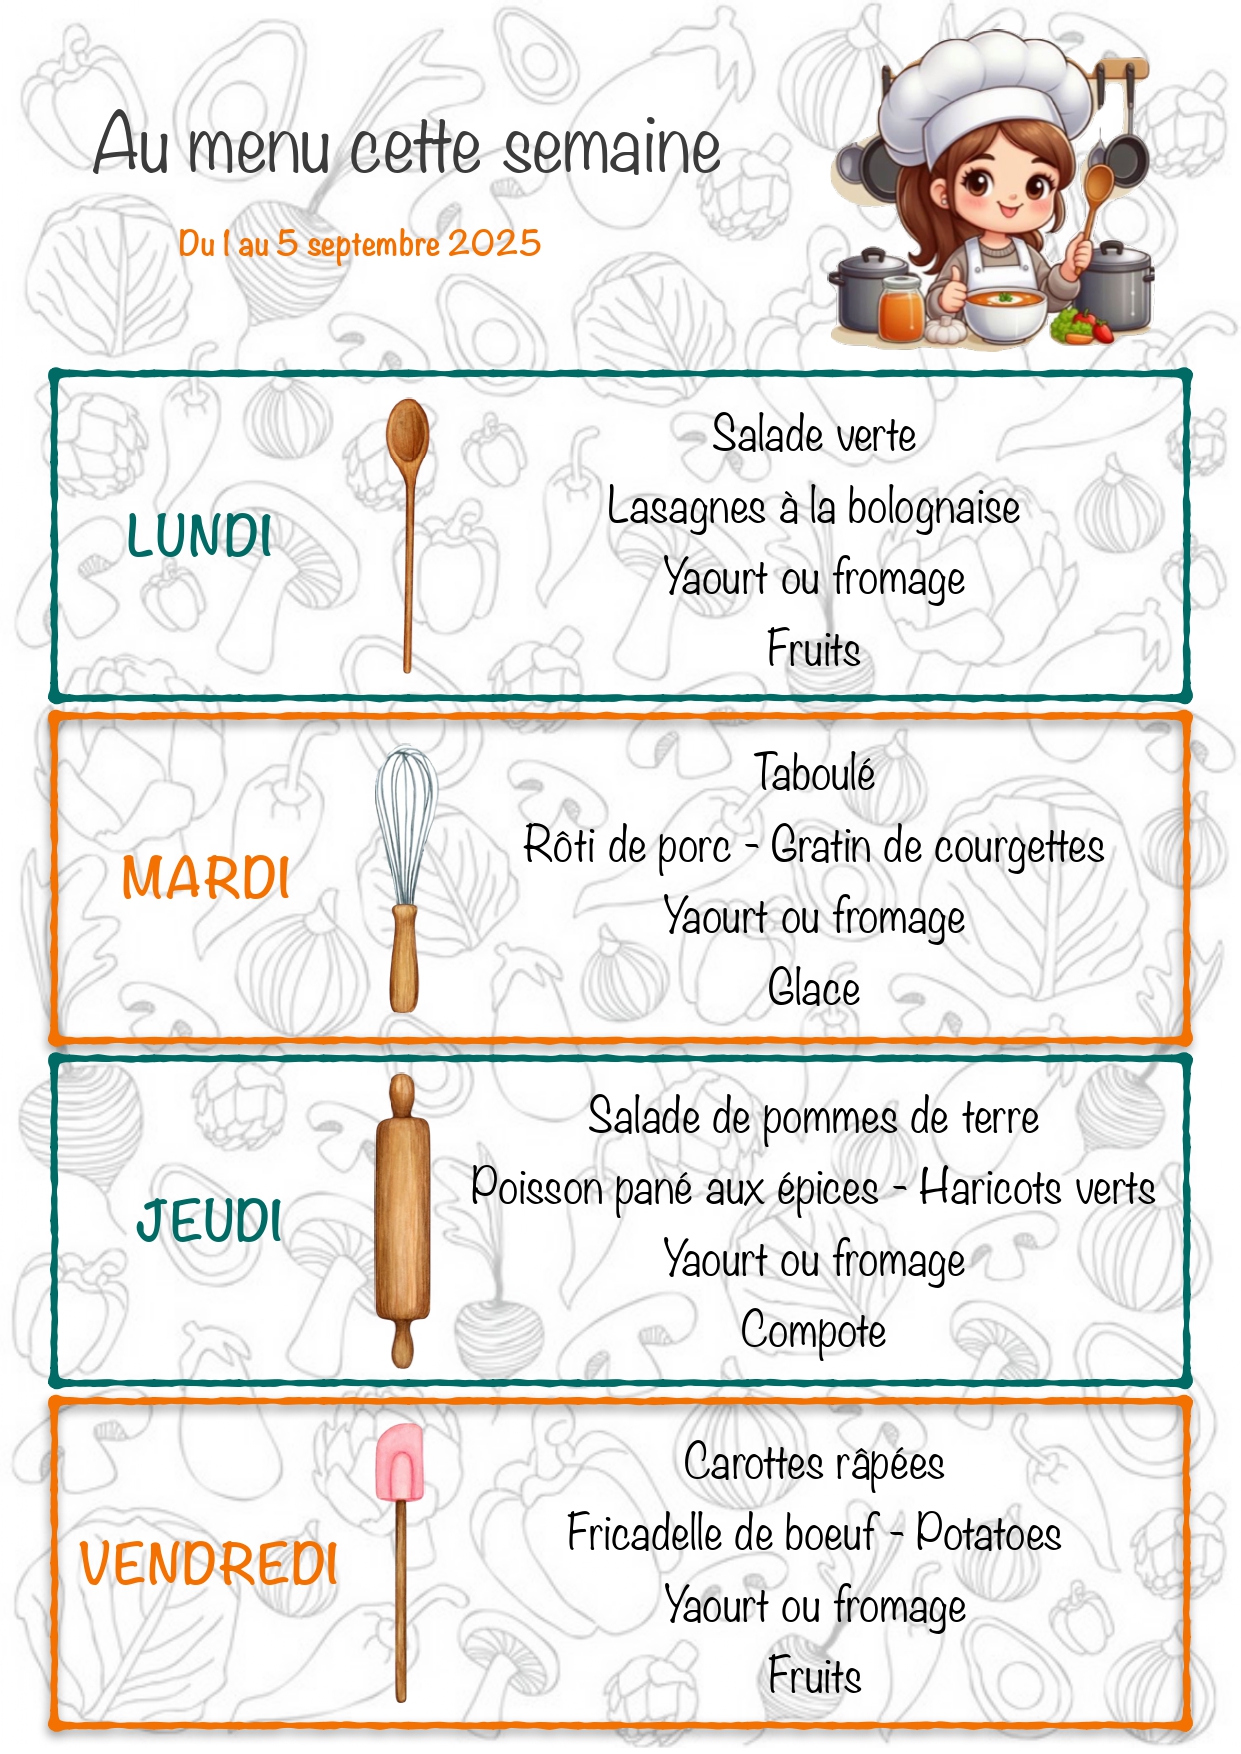 Au menu cette semaine
Du 1 au 5 septembre 2025
LUNDI
Salade verte
Lasagnes à la bolognaise
Yaourt ou fromage
Fruits
MARDI
Taboulé
Rôti de porc - Gratin de courgettes
Yaourt ou fromage
Glace
JEUDI
Salade de pommes de terre
Poisson pané aux épices - Haricots verts
Yaourt ou fromage
Compote
VENDREDI
Carottes râpées
Fricadelle de boeuf - Potatoes
Yaourt ou fromage
Fruits